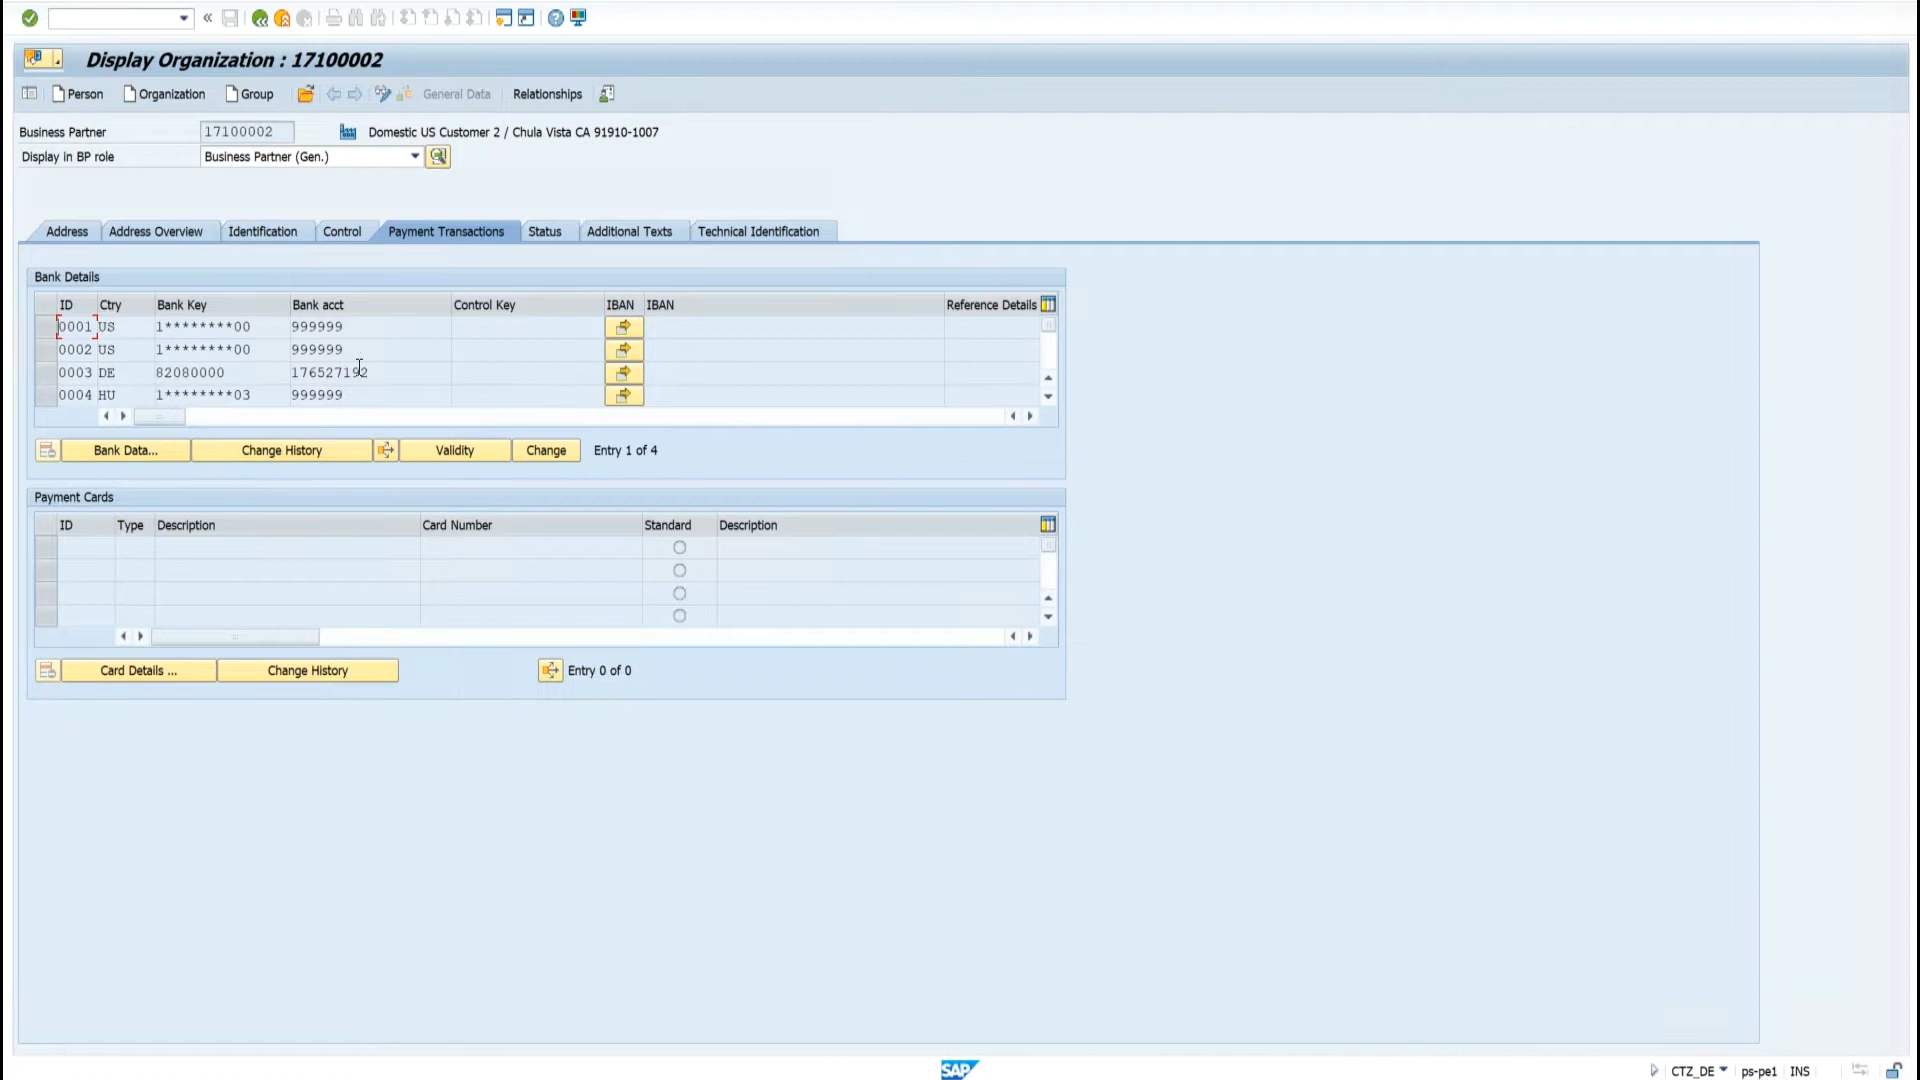 Display Organization : 17100002
Person Organization Group General Data Relationships
Business Partner 17100002 Domestic US Customer 2 / Chula Vista CA 91910-1007
Display in BP role Business Partner (Gen.)
Address Address Overview Identification Control Payment Transactions Status Additional Texts Technical Identification
Bank Details
ID Ctry Bank Key Bank acct Control Key IBAN IBAN Reference Details
0001 US 1********00 999999
0002 US 1********00 999999
0003 DE 82080000 176527192
0004 HU 1********03 999999
Bank Data... Change History Validity Change Entry 1 of 4
Payment Cards
ID Type Description Card Number Standard Description
Card Details ... Change History Entry 0 of 0
SAP CTZ_DE ps-pe1 INS